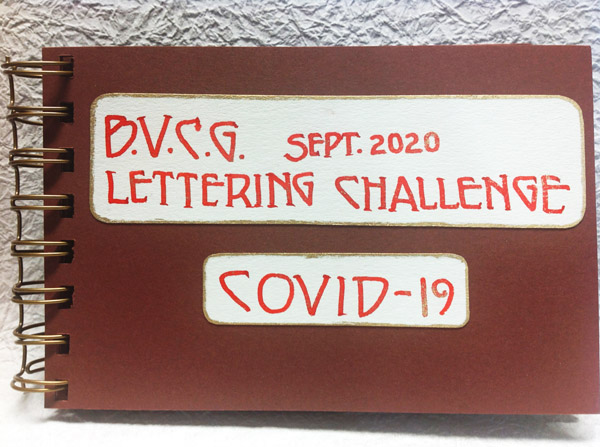 B.V.C.G. SEPT. 2020
LETTERING CHALLENGE
COVID-19